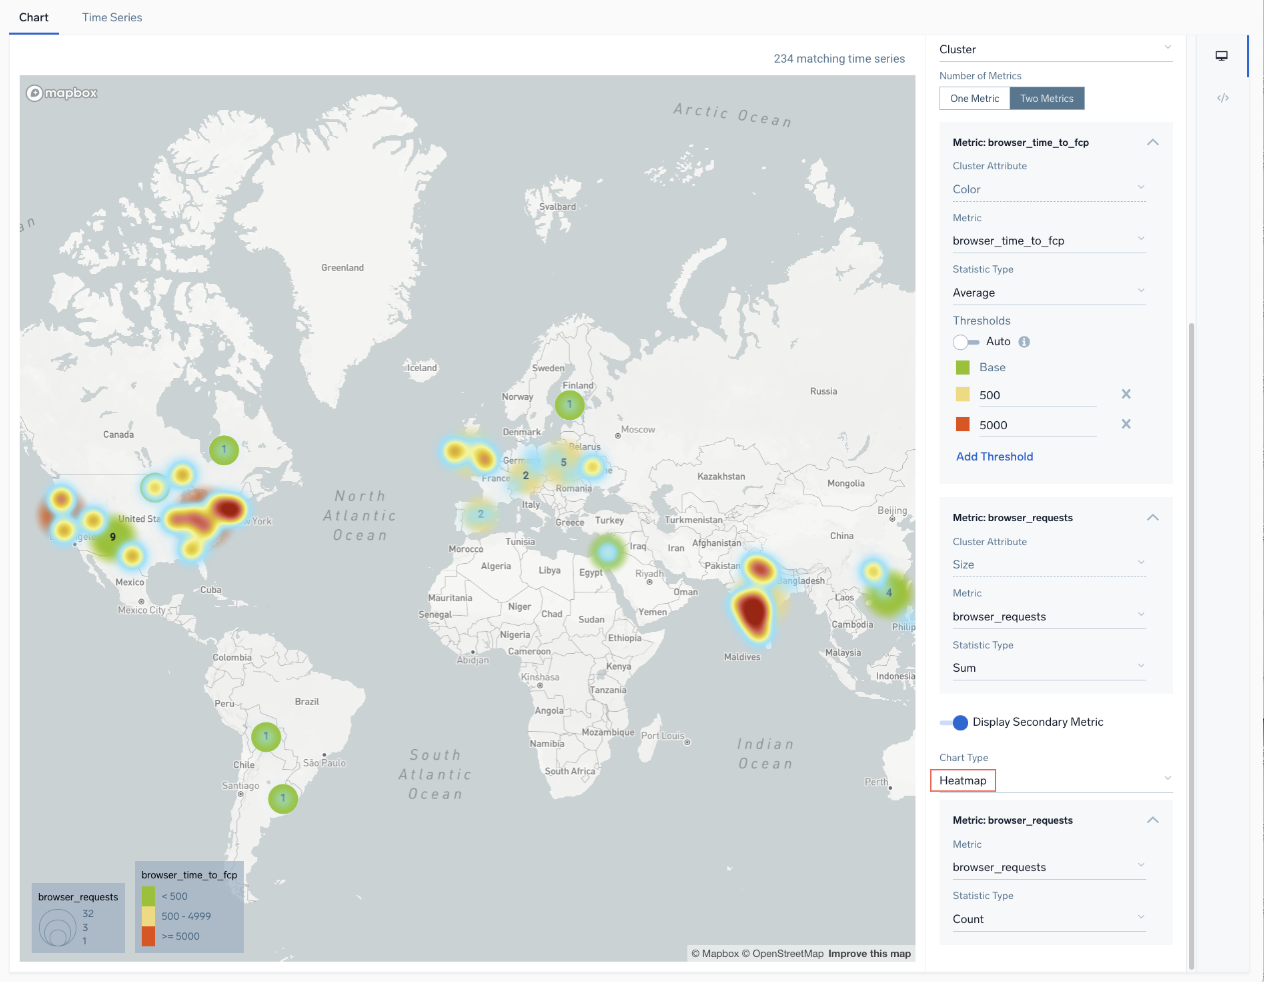 Chart
Time Series
234 matching time series
mapbox
Arctic Ocean
Svalbard
Greenland
Iceland
Sweden
Finland
Norway
1
Russia
Denmark
Moscow
Canada
1
Belarus
5
2
France
Romania
Kazakhstan
Mongolia
Italy
2
Greece
Turkey
Turkmenistan
Beijing
North
Atlantic
Ocean
United Sta
York
9
Morocco
Tunisia
Iraq
Iran
Afghanistan
China
Algeria
Libya
Egypt
Riyadh
Pakistan
Bangladesh
Mexico
Cuba
Mexico City
Oman
4
Laos
Mauritania
Senegal
Niger
Chad
Sudan
Yemen
Philip
Cambodia
Nigeria
Ethiopia
Cameroon
Abidjan
Maldives
Malaysia
Colombia
Kenya
Kinshasa
Indonesia
Tanzania
Peru
Brazil
Angola
Mozambique
Port Louis
1
Namibia
Indian
Ocean
South
Atlantic
Ocean
Chile
São Paulo
South Africa
Perth
Santiago
1
browser_requests
32
3
1
browser_time_to_fcp
< 500
500 - 4999
>= 5000
© Mapbox © OpenStreetMap Improve this map
Cluster
Number of Metrics
One Metric
Two Metrics
Metric: browser_time_to_fcp
Cluster Attribute
Color
Metric
browser_time_to_fcp
Statistic Type
Average
Thresholds
Auto
Base
500
5000
Add Threshold
Metric: browser_requests
Cluster Attribute
Size
Metric
browser_requests
Statistic Type
Sum
Display Secondary Metric
Chart Type
Heatmap
Metric: browser_requests
Metric
browser_requests
Statistic Type
Count